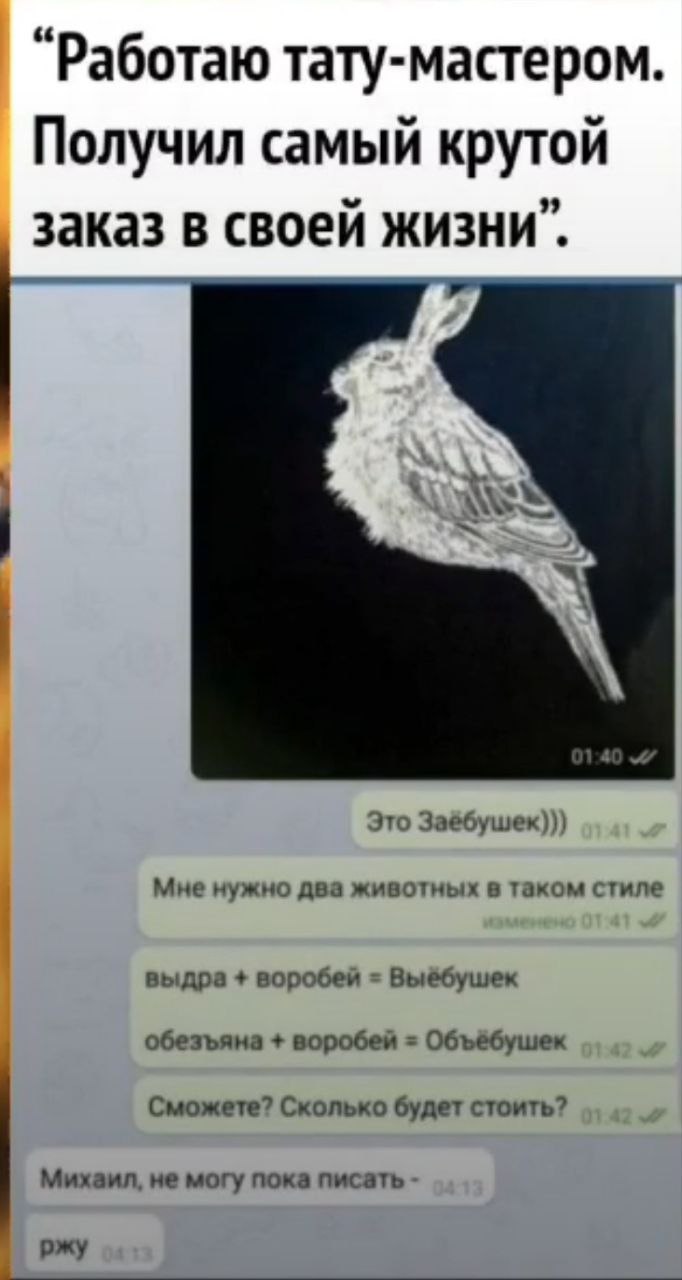 “Работаю тату-мастером.
Получил самый крутой
заказ в своей жизни”.
01:40
Это Заёбушек))) 01:41
Мне нужно два животных в таком стиле
изменено 01:41
выдра + воробей = Выёбушек
обезъяна + воробей = Объёбушек 01:42
Сможете? Сколько будет стоить? 01:42
Михаил, не могу пока писать - 04:13
ржу 04:13